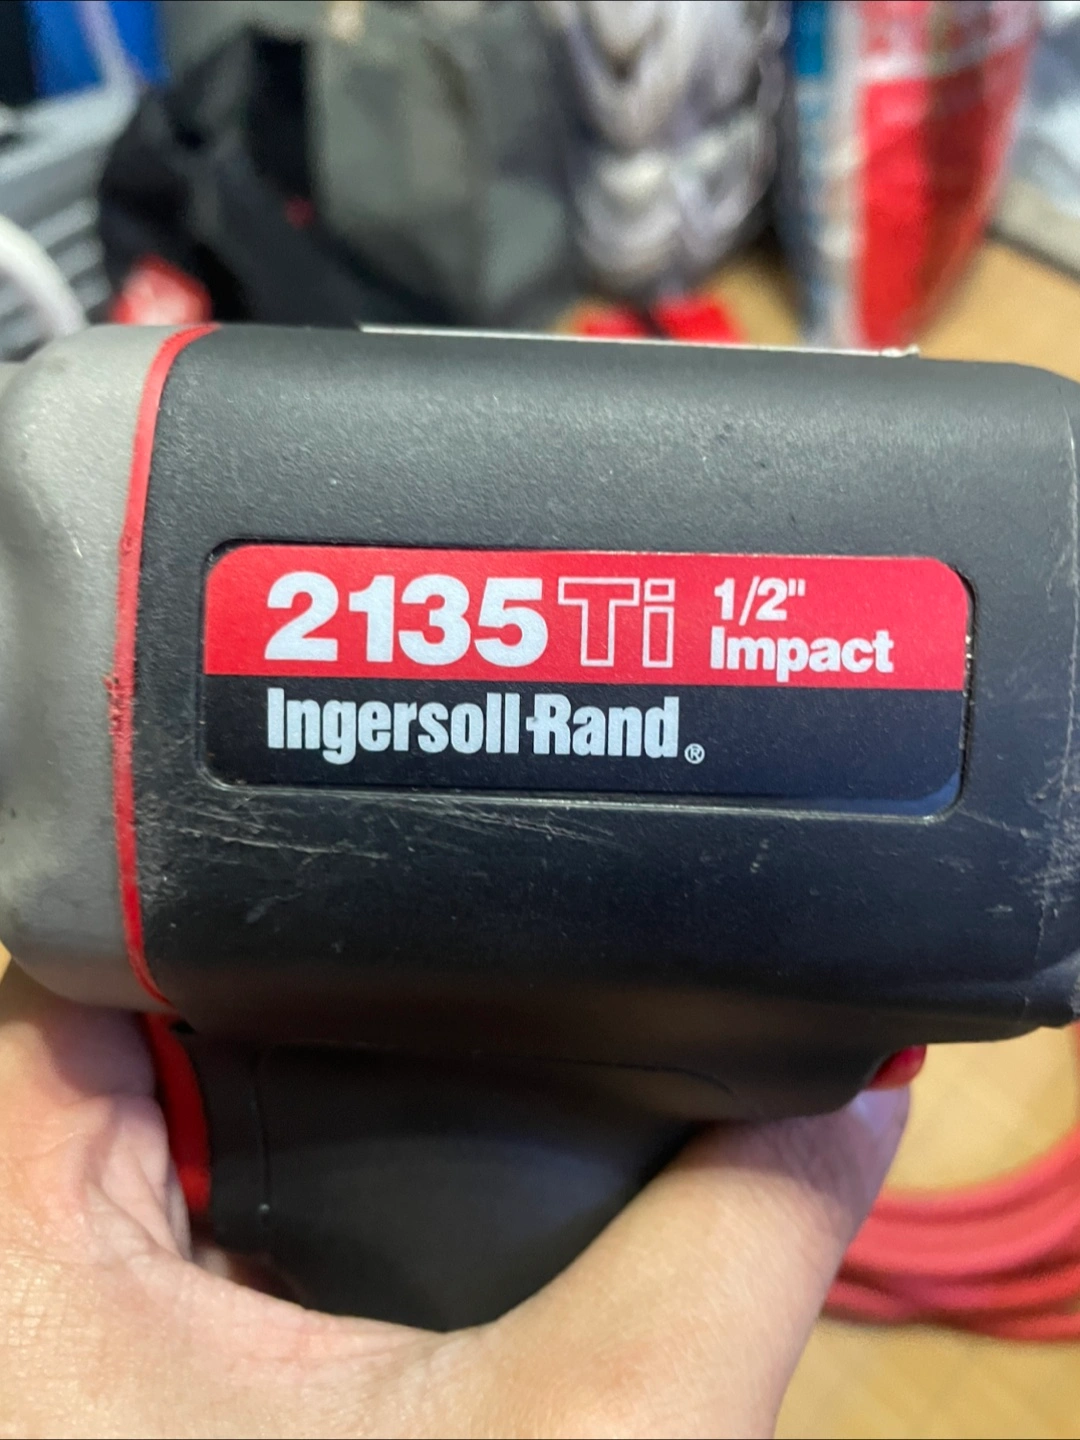 2135Ti 1/2"
Impact
Ingersoll-Rand®